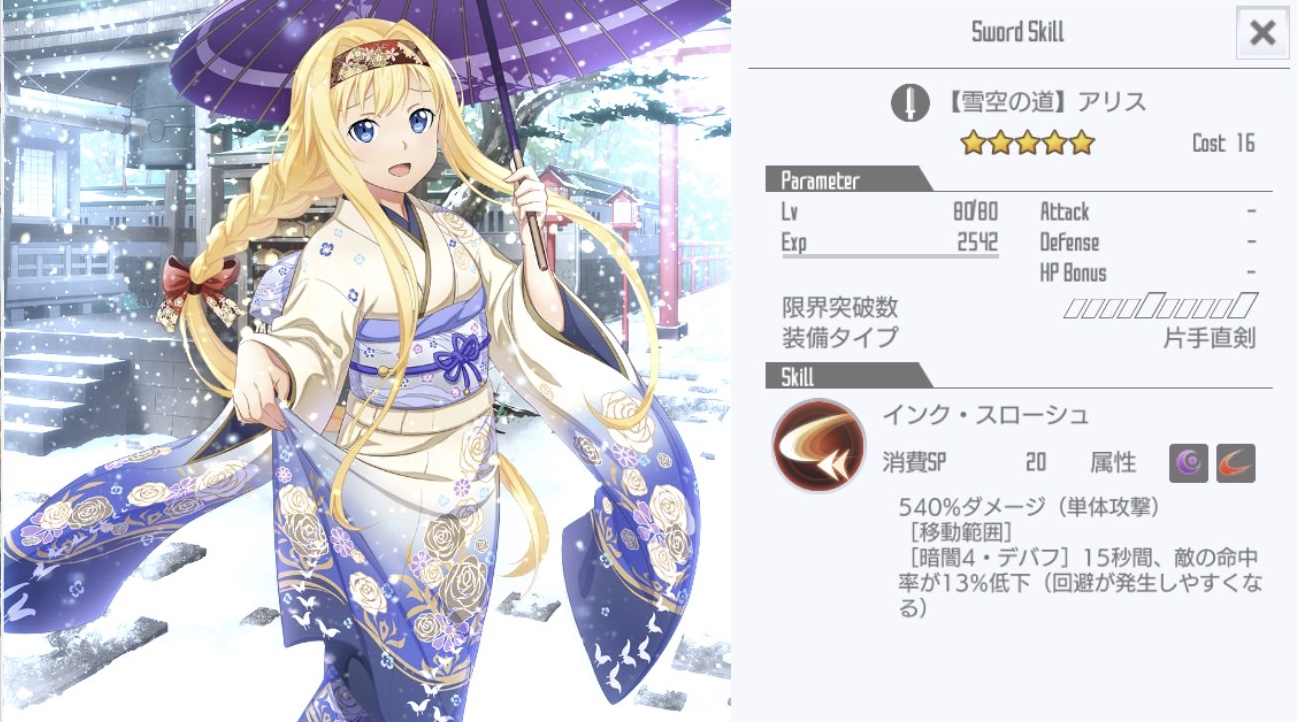 Sword Skill
【雪空の道】アリス
Cost 16
Parameter
Lv 80/80
Exp 2542
Attack -
Defense -
HP Bonus -
限界突破数
装備タイプ 片手直剣
Skill
インク・スローシュ
消費SP 20 属性
540%ダメージ（単体攻撃）
［移動範囲］
［暗闇4・デバフ］15秒間、敵の命中
率が13%低下（回避が発生しやすくな
る）